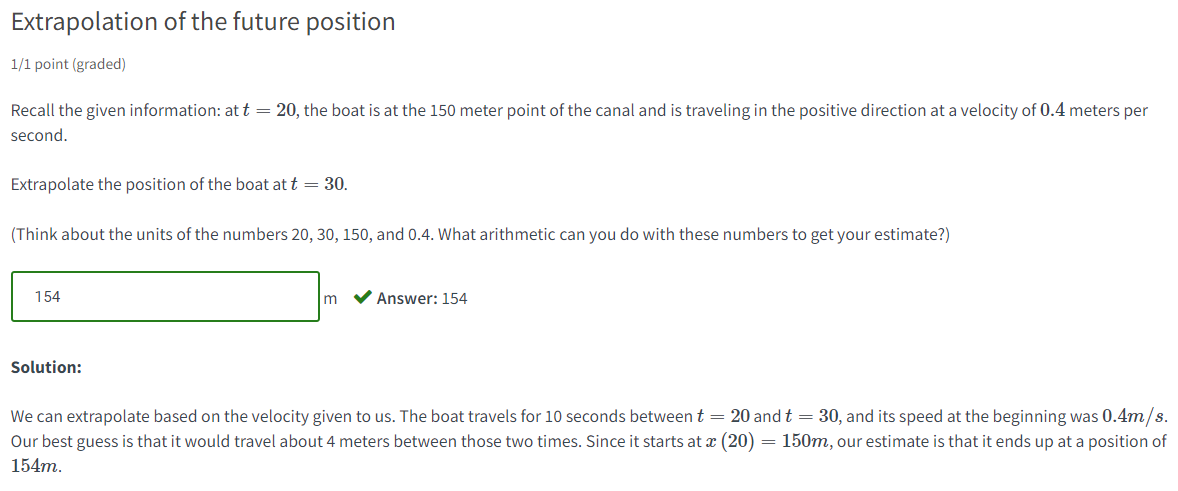 Extrapolation of the future position
1/1 point (graded)
Recall the given information: at t = 20, the boat is at the 150 meter point of the canal and is traveling in the positive direction at a velocity of 0.4 meters per
second.
Extrapolate the position of the boat at t = 30.
(Think about the units of the numbers 20, 30, 150, and 0.4. What arithmetic can you do with these numbers to get your estimate?)
154 m ✔ Answer: 154
Solution:
We can extrapolate based on the velocity given to us. The boat travels for 10 seconds between t = 20 and t = 30, and its speed at the beginning was 0.4m/s.
Our best guess is that it would travel about 4 meters between those two times. Since it starts at x (20) = 150m, our estimate is that it ends up at a position of
154m.